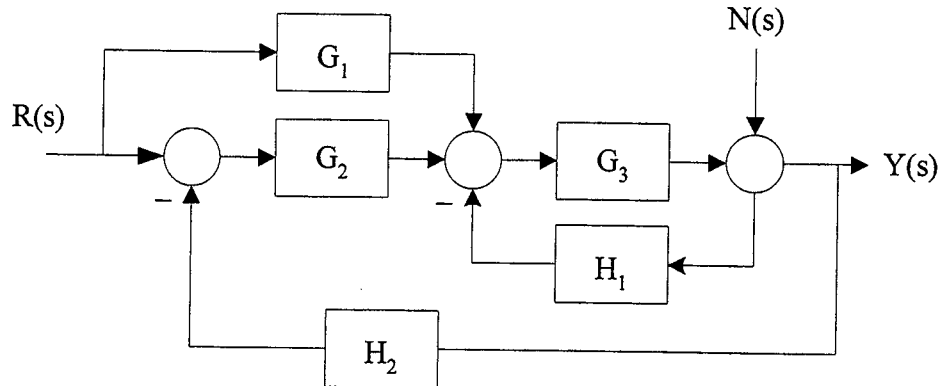 N(s)
G₁
R(s)
G₂
G₃
Y(s)
−
−
H₁
H₂